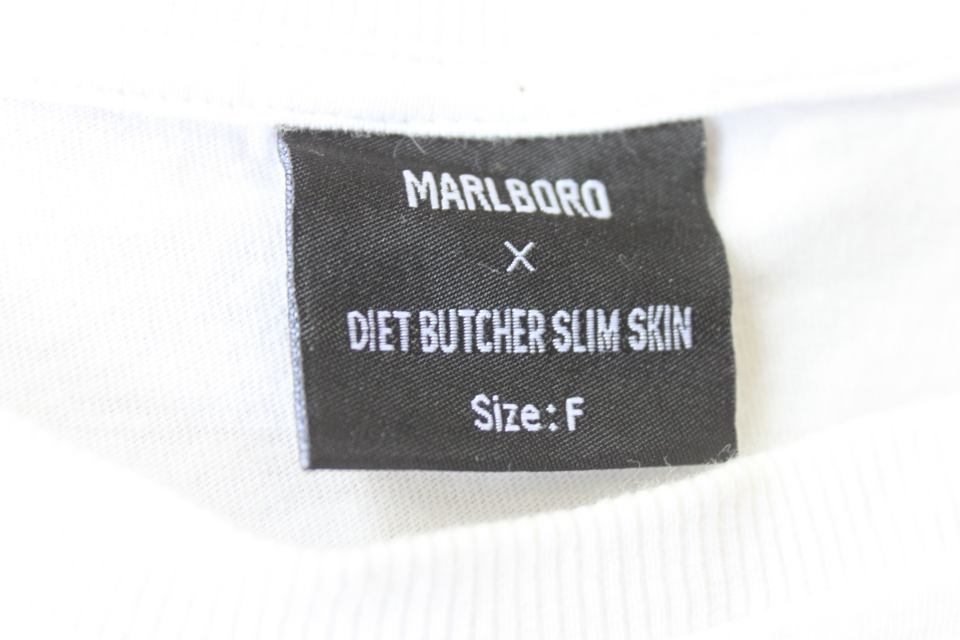 MARLBORO
X
DIET BUTCHER SLIM SKIN
Size: F